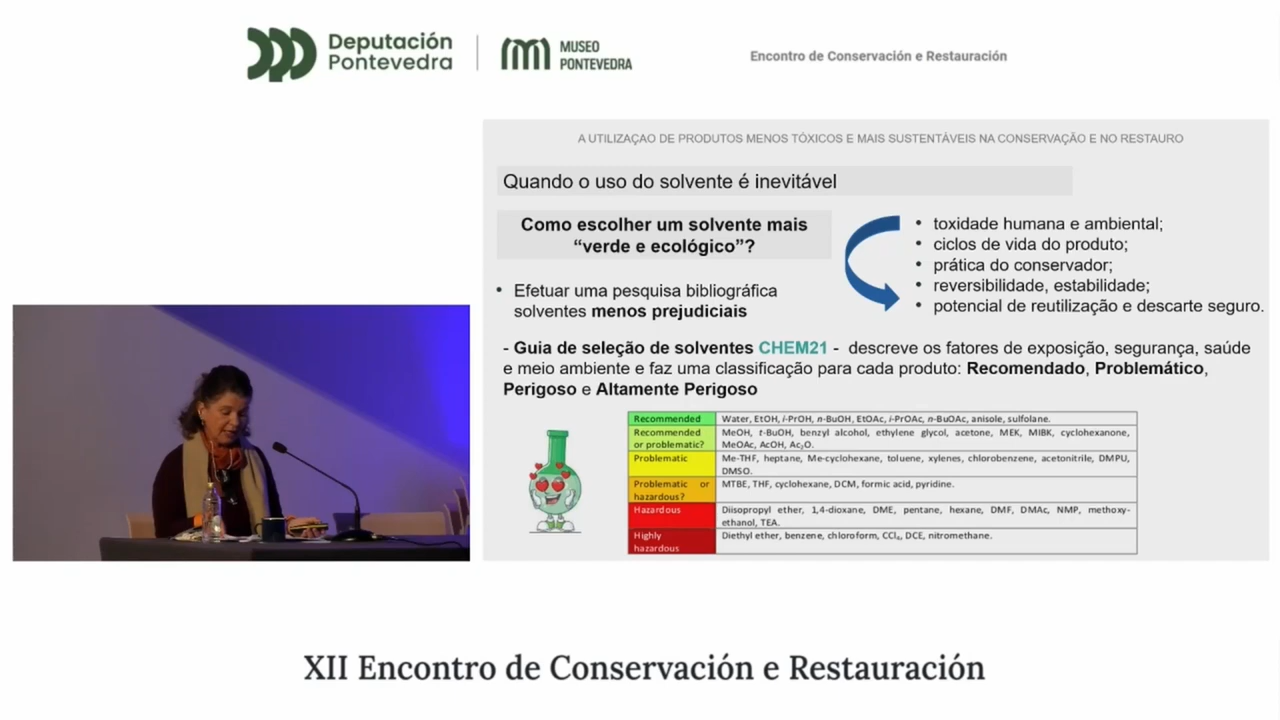 Deputación
Pontevedra
MUSEO
PONTEVEDRA
Encontro de Conservación e Restauración
A UTILIZAÇAO DE PRODUTOS MENOS TÓXICOS E MAIS SUSTENTÁVEIS NA CONSERVAÇÃO E NO RESTAURO
Quando o uso do solvente é inevitável
Como escolher um solvente mais
“verde e ecológico”?
• Efetuar uma pesquisa bibliográfica
solventes menos prejudiciais
• toxidade humana e ambiental;
• ciclos de vida do produto;
• prática do conservador;
• reversibilidade, estabilidade;
• potencial de reutilização e descarte seguro.
- Guia de seleção de solventes CHEM21 - descreve os fatores de exposição, segurança, saúde
e meio ambiente e faz uma classificação para cada produto: Recomendado, Problemático,
Perigoso e Altamente Perigoso
Recommended
Water, EtOH, i-PrOH, n-BuOH, EtOAc, i-PrOAc, n-BuOAc, anisole, sulfolane.
Recommended
or problematic?
MeOH, t-BuOH, benzyl alcohol, ethylene glycol, acetone, MEK, MIBK, cyclohexanone,
MeOAc, AcOH, Ac₂O.
Problematic
Me-THF, heptane, Me-cyclohexane, toluene, xylenes, chlorobenzene, acetonitrile, DMPU,
DMSO.
Problematic or
hazardous?
MTBE, THF, cyclohexane, DCM, formic acid, pyridine.
Hazardous
Diisopropyl ether, 1,4-dioxane, DME, pentane, hexane, DMF, DMAc, NMP, methoxy-
ethanol, TEA.
Highly
hazardous
Diethyl ether, benzene, chloroform, CCl₄, DCE, nitromethane.
XII Encontro de Conservación e Restauración